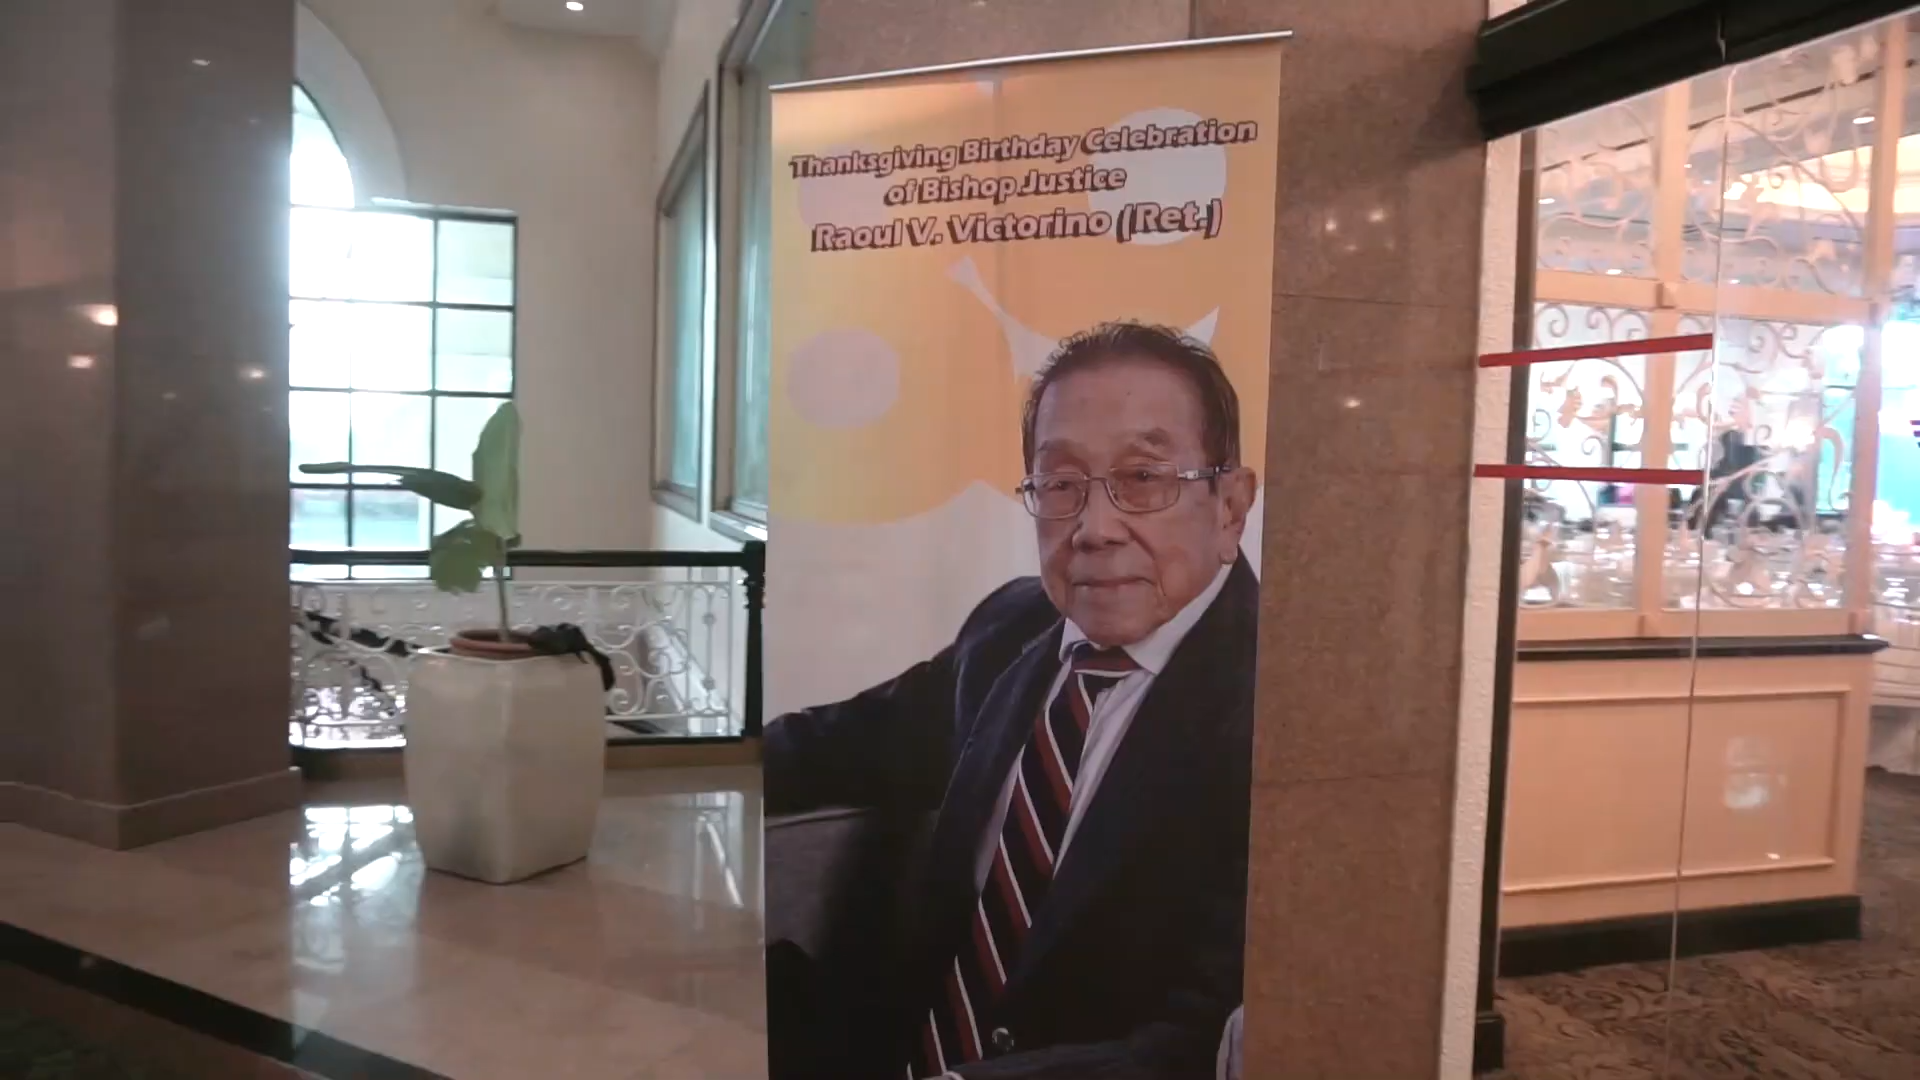 Thanksgiving Birthday Celebration
of Bishop Justice
Raoul V. Victorino (Ret.)